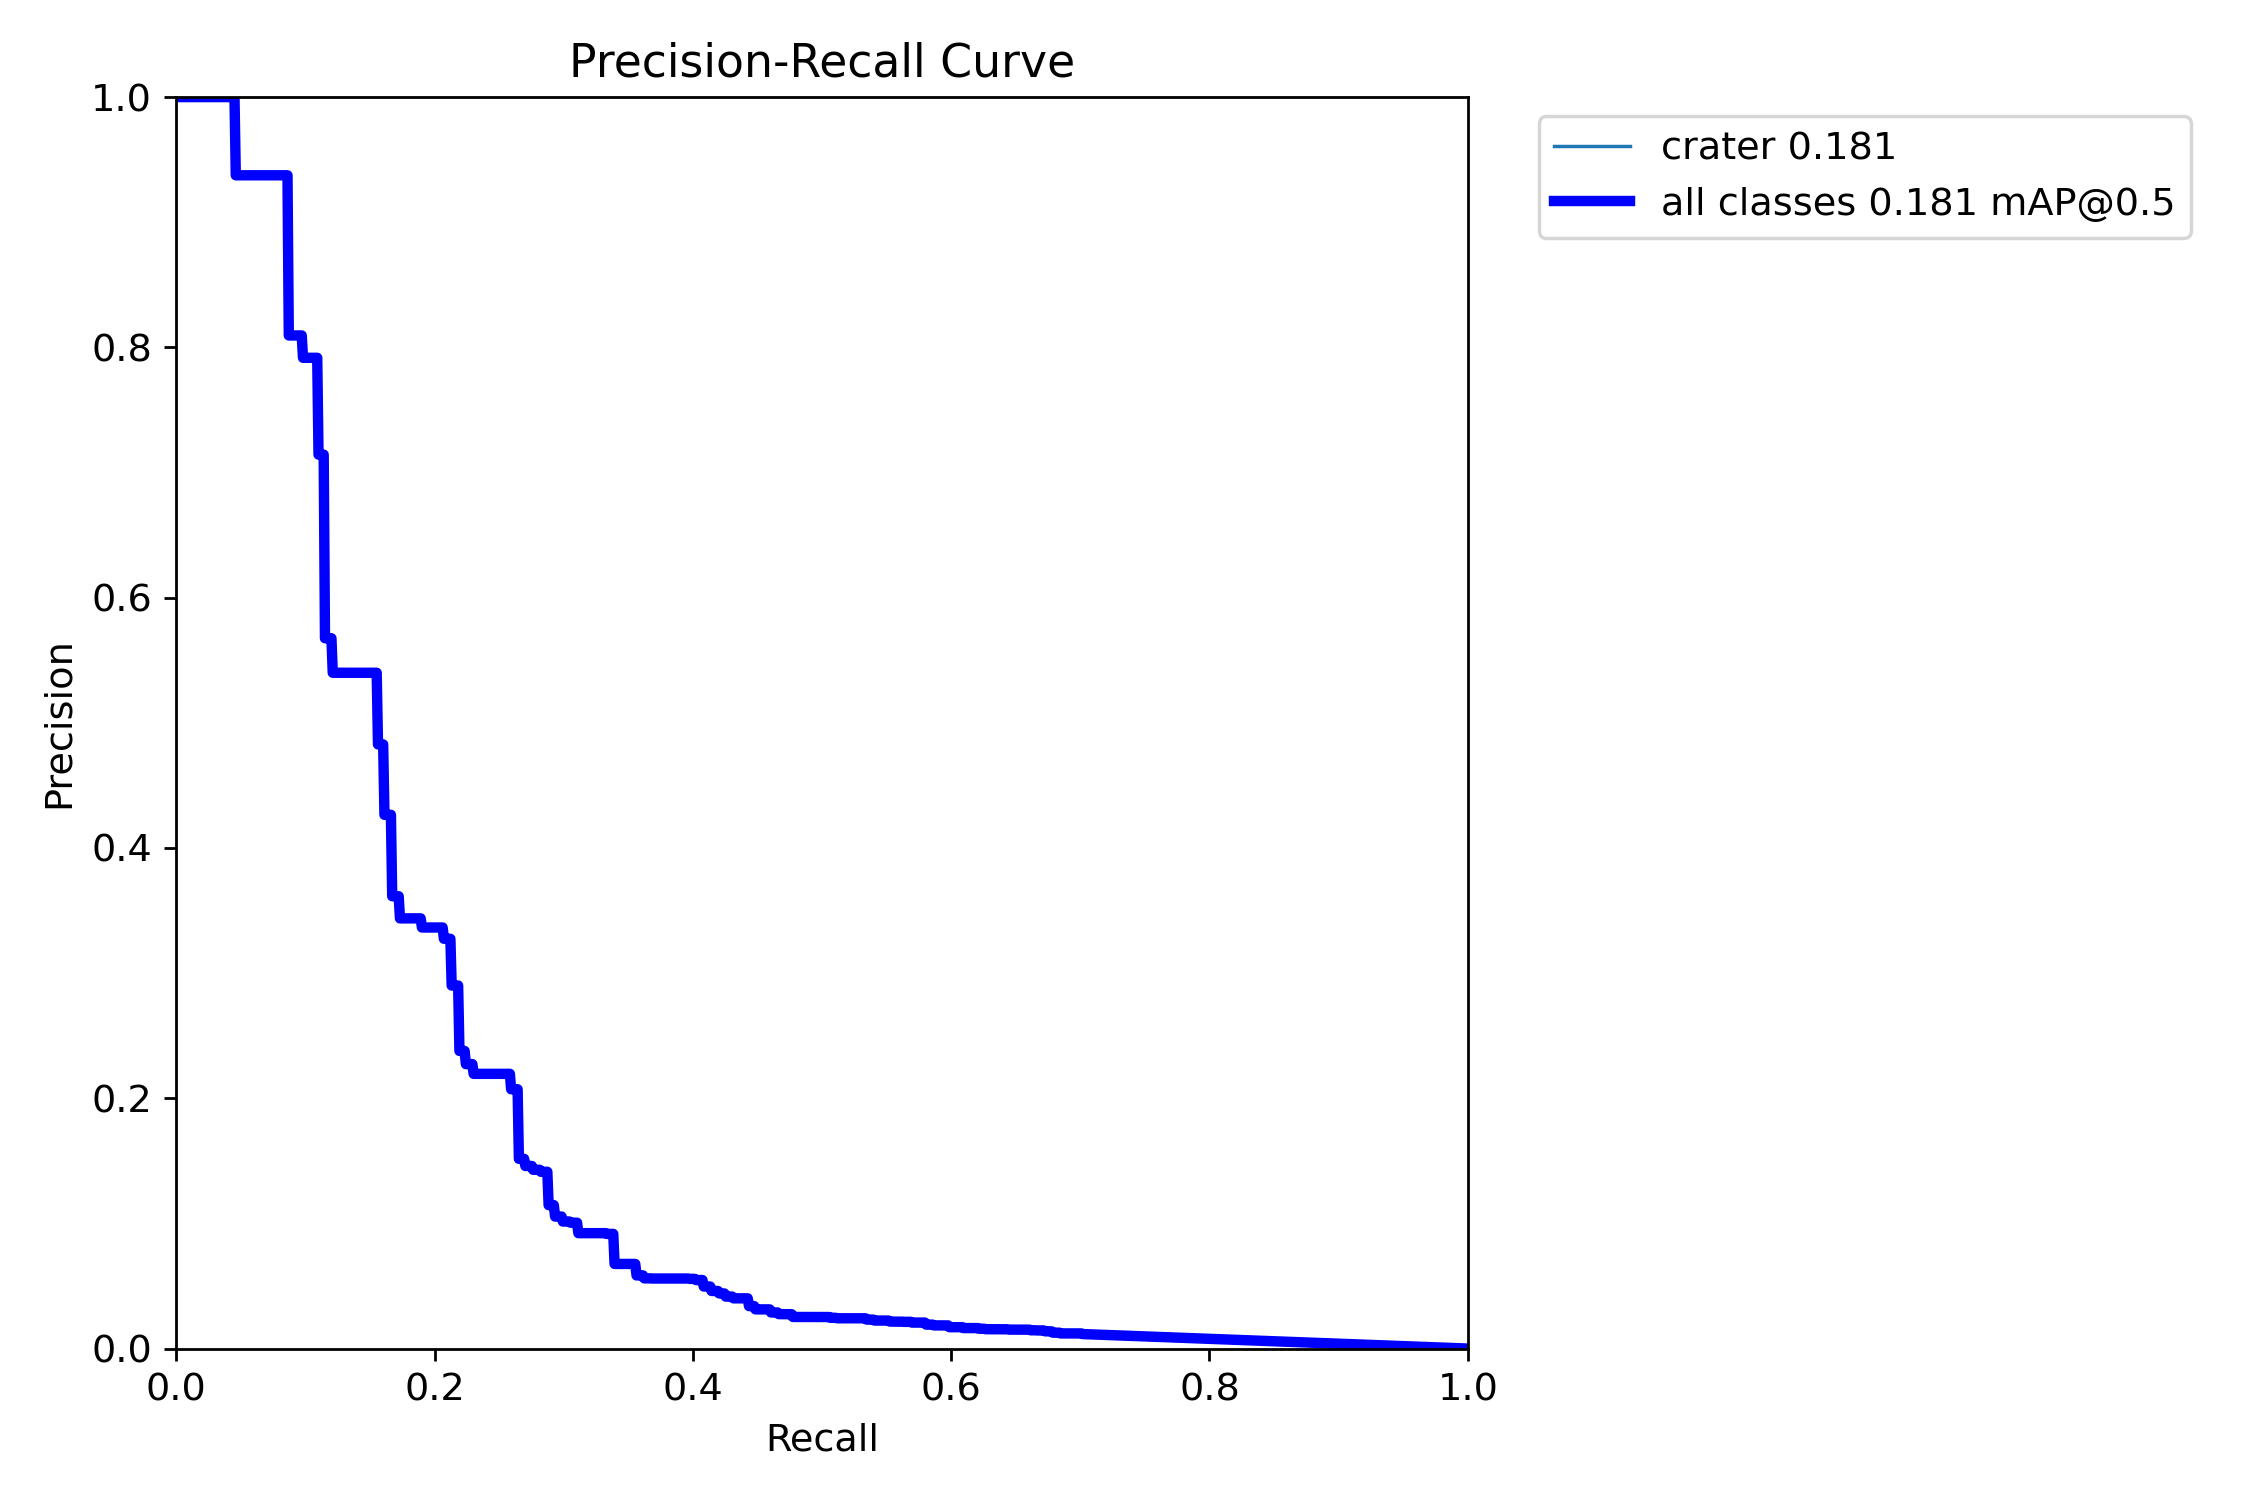 Precision-Recall Curve
1.0
0.8
0.6
0.4
0.2
0.0
Precision
0.0 0.2 0.4 0.6 0.8 1.0
Recall
crater 0.181
all classes 0.181 mAP@0.5